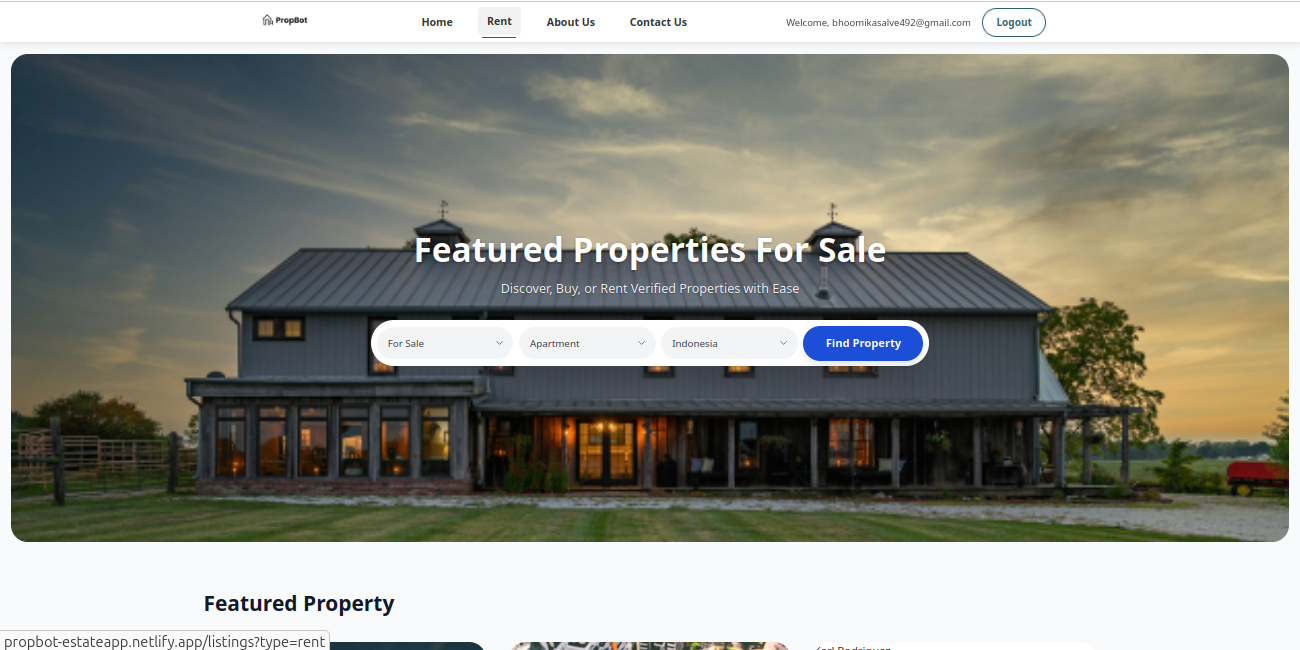 PropBot
Home Rent About Us Contact Us Welcome, bhoomikasalve492@gmail.com Logout
Featured Properties For Sale
Discover, Buy, or Rent Verified Properties with Ease
For Sale Apartment Indonesia Find Property
Featured Property
propbot-estateapp.netlify.app/listings?type=rent